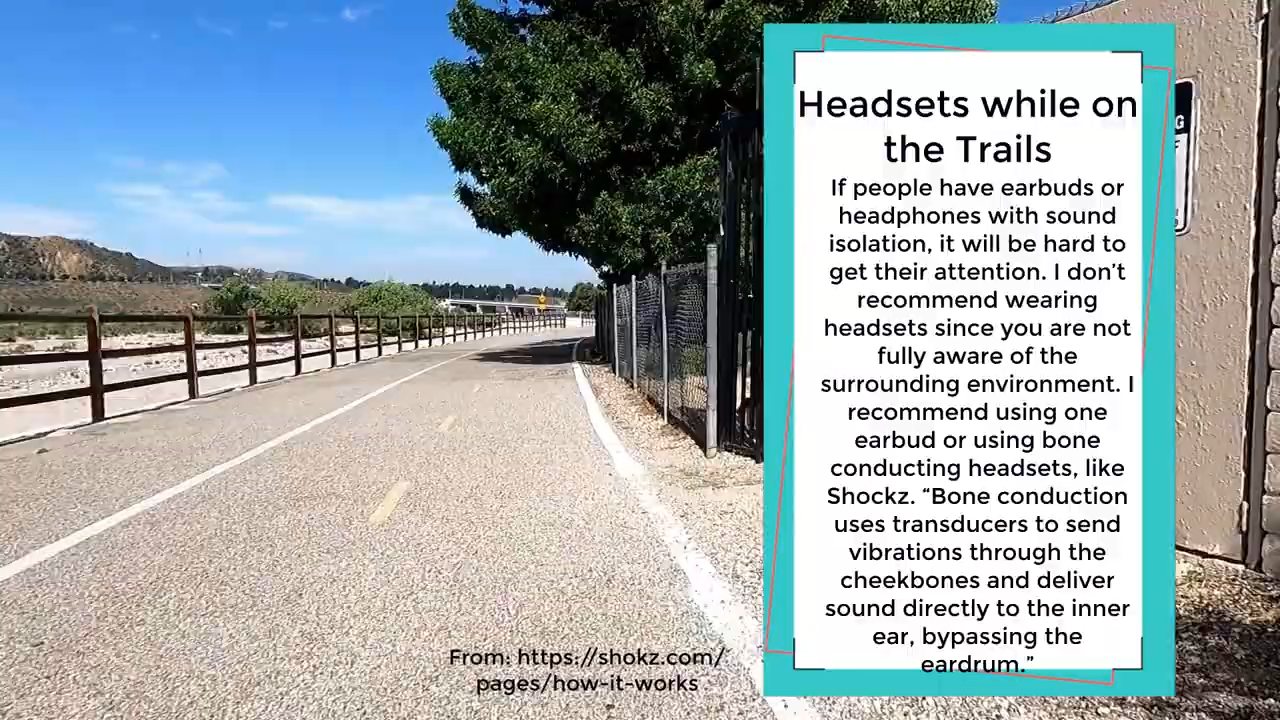 Headsets while on
the Trails
If people have earbuds or
headphones with sound
isolation, it will be hard to
get their attention. I don’t
recommend wearing
headsets since you are not
fully aware of the
surrounding environment. I
recommend using one
earbud or using bone
conducting headsets, like
Shockz. “Bone conduction
uses transducers to send
vibrations through the
cheekbones and deliver
sound directly to the inner
ear, bypassing the
eardrum.”
From: https://shokz.com/
pages/how-it-works